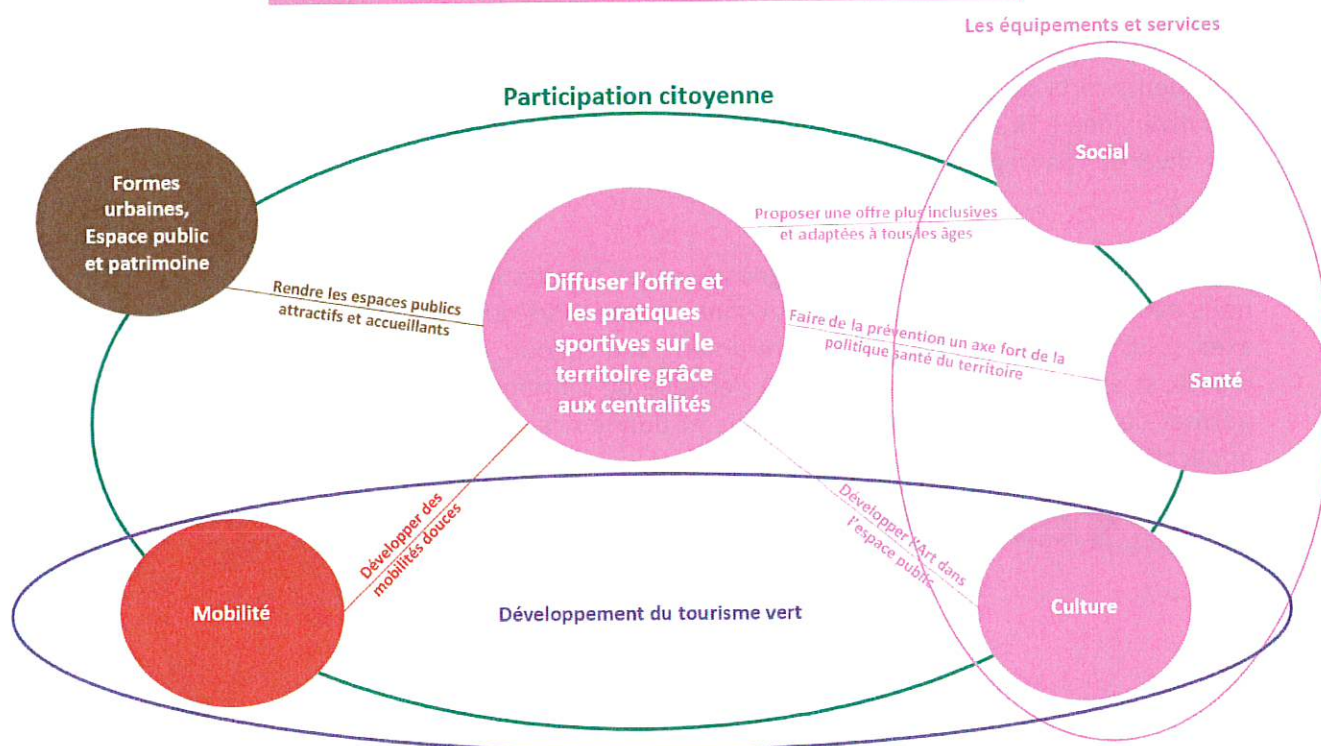 Les équipements et services
Participation citoyenne
Social
Formes
urbaines,
Espace public
et patrimoine
Proposer une offre plus inclusives
et adaptées à tous les âges
Diffuser l'offre et
les pratiques
sportives sur le
territoire grâce
aux centralités
Rendre les espaces publics
attractifs et accueillants
Faire de la prévention un axe fort de la
politique santé du territoire
Santé
Développer des
mobilités douces
Développer l'Art dans
l'espace public
Mobilité
Développement du tourisme vert
Culture